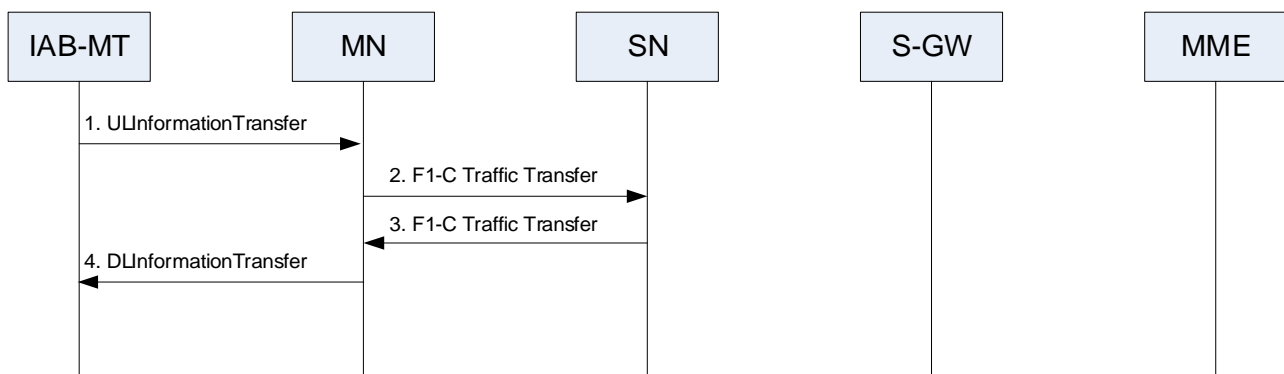 IAB-MT
MN
SN
S-GW
MME
1. ULInformationTransfer
2. F1-C Traffic Transfer
3. F1-C Traffic Transfer
4. DLInformationTransfer